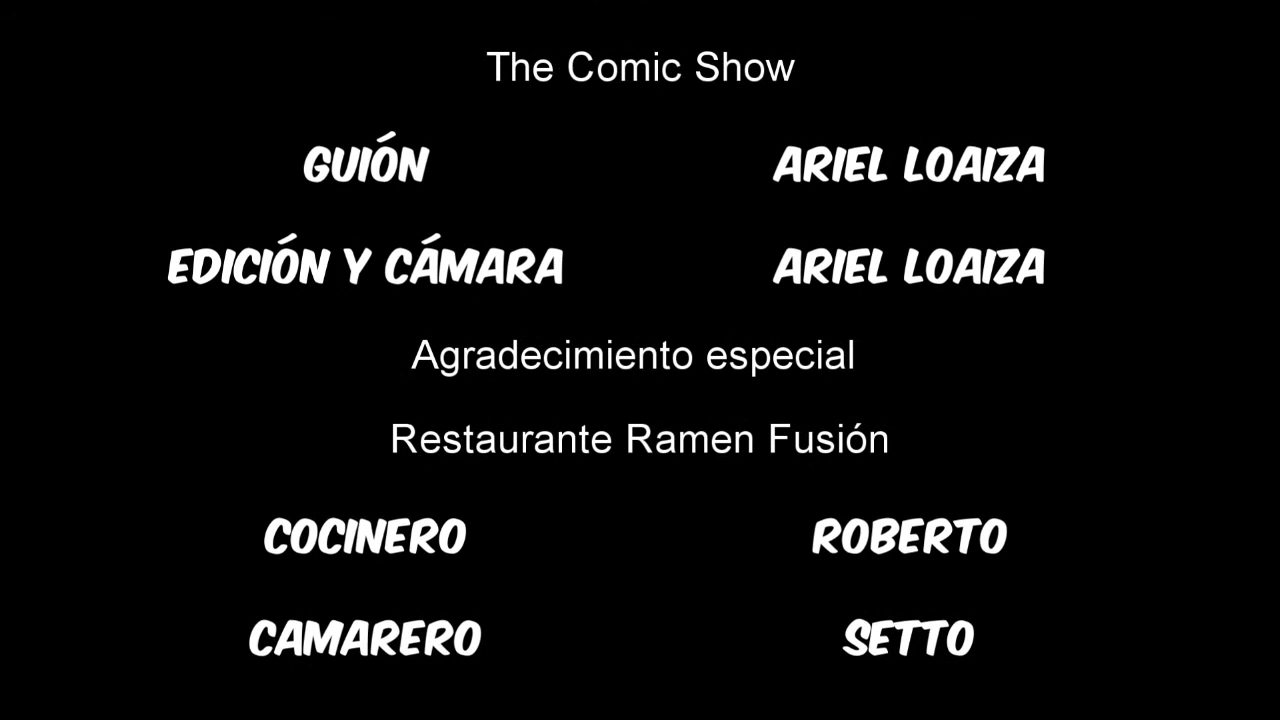 The Comic Show
GUIÓN ARIEL LOAIZA
EDICIÓN Y CÁMARA ARIEL LOAIZA
Agradecimiento especial
Restaurante Ramen Fusión
COCINERO ROBERTO
CAMARERO SETTO